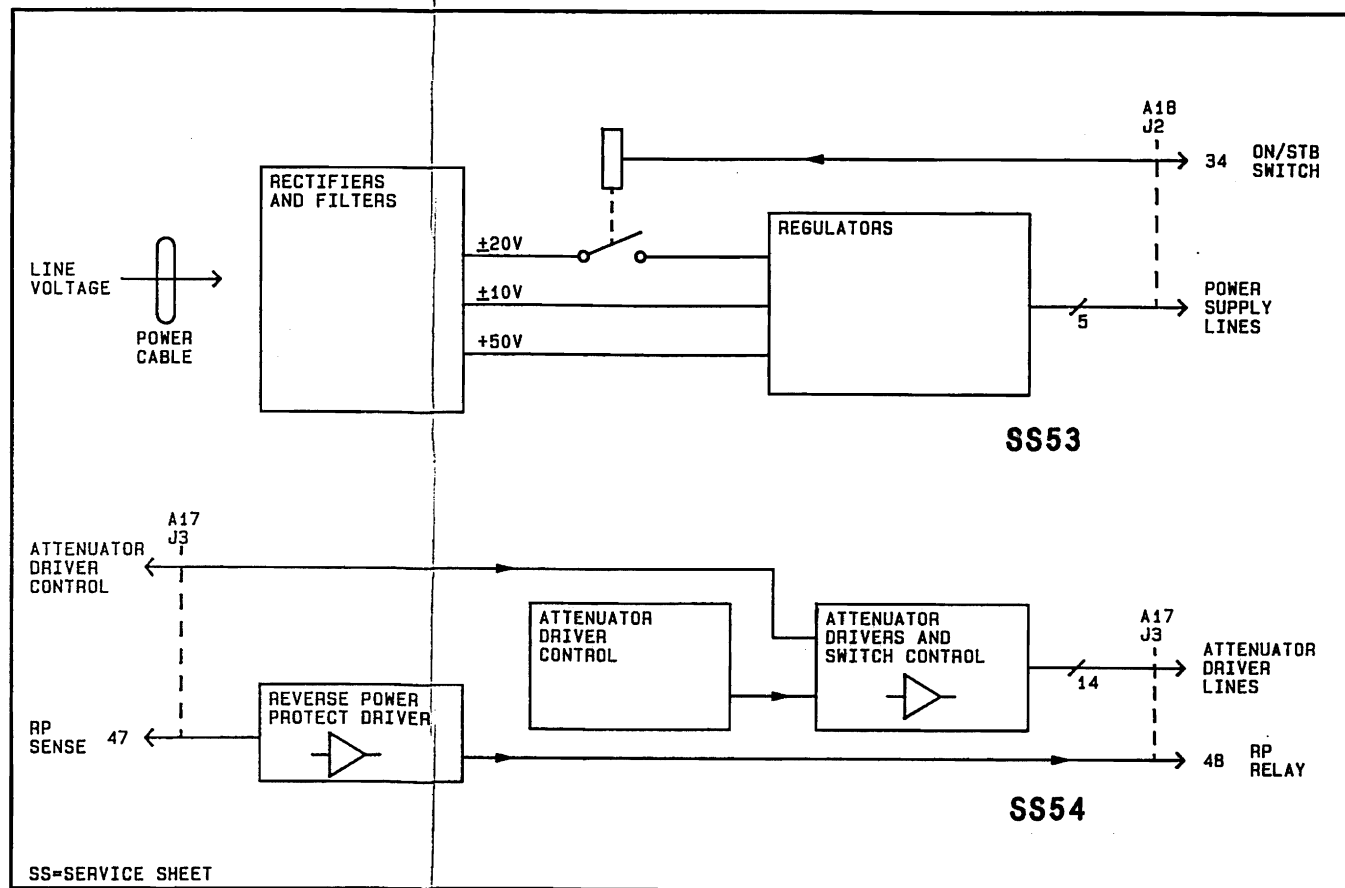 A18
J2
34 ON/STB
SWITCH
RECTIFIERS
AND FILTERS
REGULATORS
±20V
LINE
VOLTAGE
±10V
POWER
SUPPLY
LINES
5
POWER
CABLE
+50V
SS53
A17
J3
ATTENUATOR
DRIVER
CONTROL
ATTENUATOR
DRIVER
CONTROL
ATTENUATOR
DRIVERS AND
SWITCH CONTROL
A17
J3
ATTENUATOR
DRIVER
LINES
14
REVERSE POWER
PROTECT DRIVER
RP
SENSE 47
48 RP
RELAY
SS54
SS=SERVICE SHEET